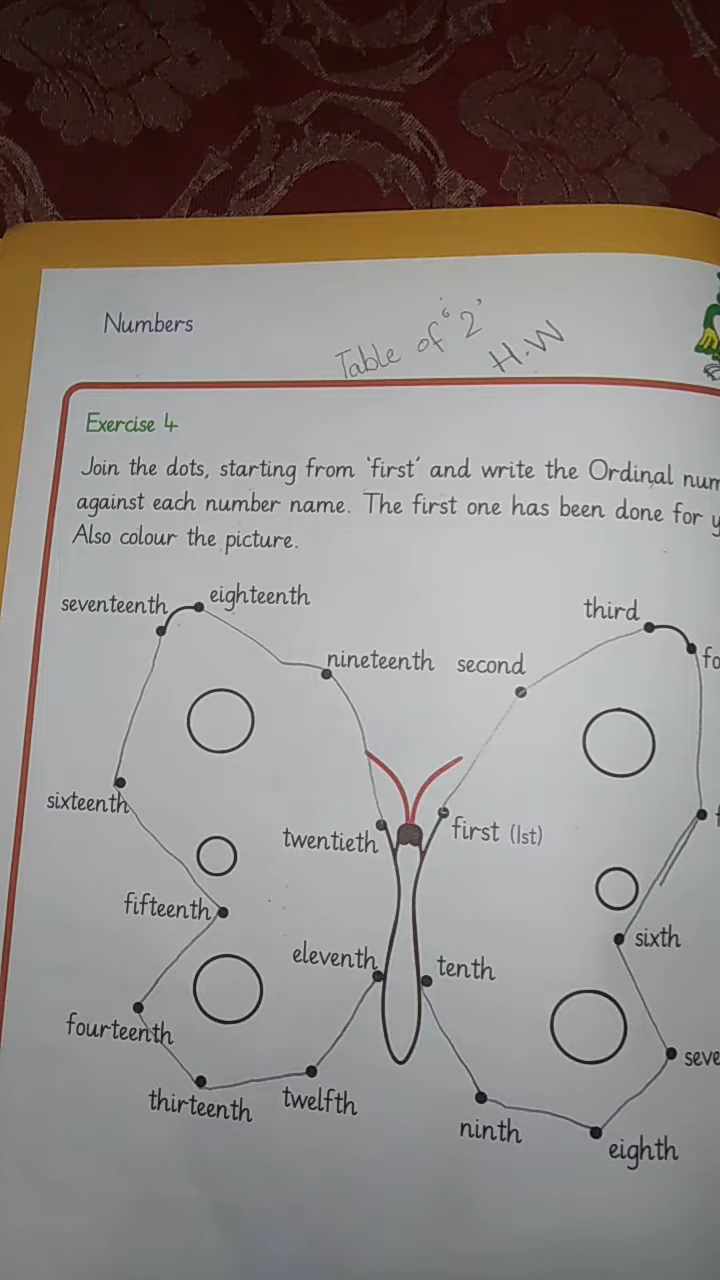 Numbers
Table of '2'
H.W
Exercise 4
Join the dots, starting from 'first' and write the Ordinal num
against each number name. The first one has been done for y
Also colour the picture.
seventeenth
eighteenth
third
fo
nineteenth
second
sixteenth
twentieth
first (1st)
fifteenth
sixth
eleventh
tenth
fourteenth
seve
thirteenth
twelfth
ninth
eighth